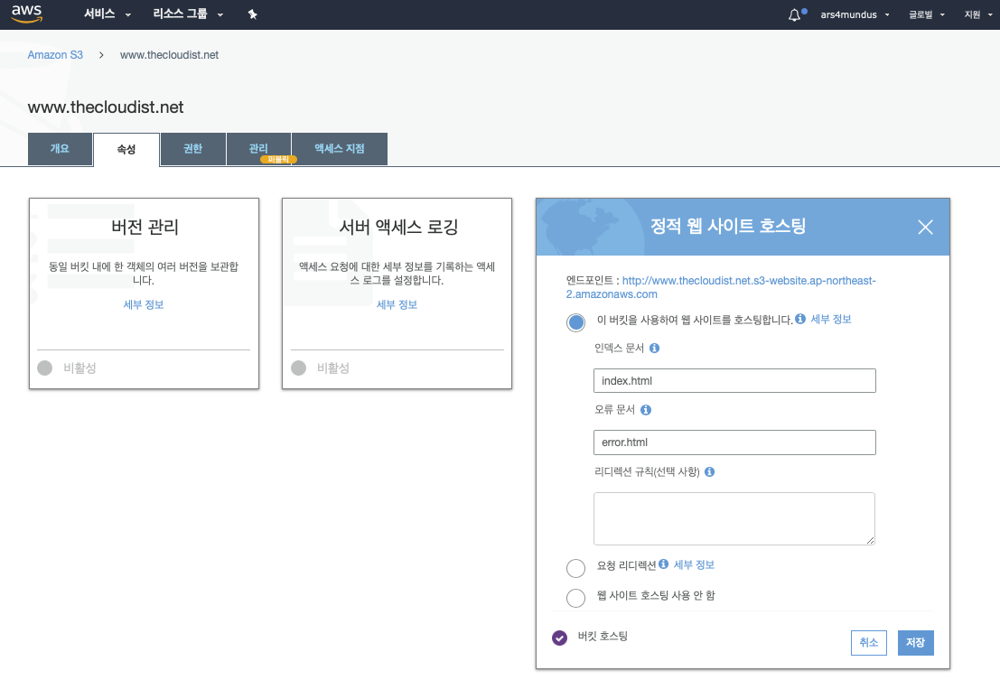 aws
서비스
리소스 그룹
ars4mundus
글로벌
지원
Amazon S3 > www.thecloudist.net
www.thecloudist.net
개요
속성
권한
관리
퍼블릭
액세스 지점
버전 관리
동일 버킷 내에 한 객체의 여러 버전을 보관합
니다.
세부 정보
비활성
서버 액세스 로깅
액세스 요청에 대한 세부 정보를 기록하는 액세
스 로그를 설정합니다.
세부 정보
비활성
정적 웹 사이트 호스팅
엔드포인트 : http://www.thecloudist.net.s3-website.ap-northeast-
2.amazonaws.com
이 버킷을 사용하여 웹 사이트를 호스팅합니다. 세부 정보
인덱스 문서
index.html
오류 문서
error.html
리디렉션 규칙(선택 사항)
요청 리디렉션 세부 정보
웹 사이트 호스팅 사용 안 함
버킷 호스팅
취소
저장